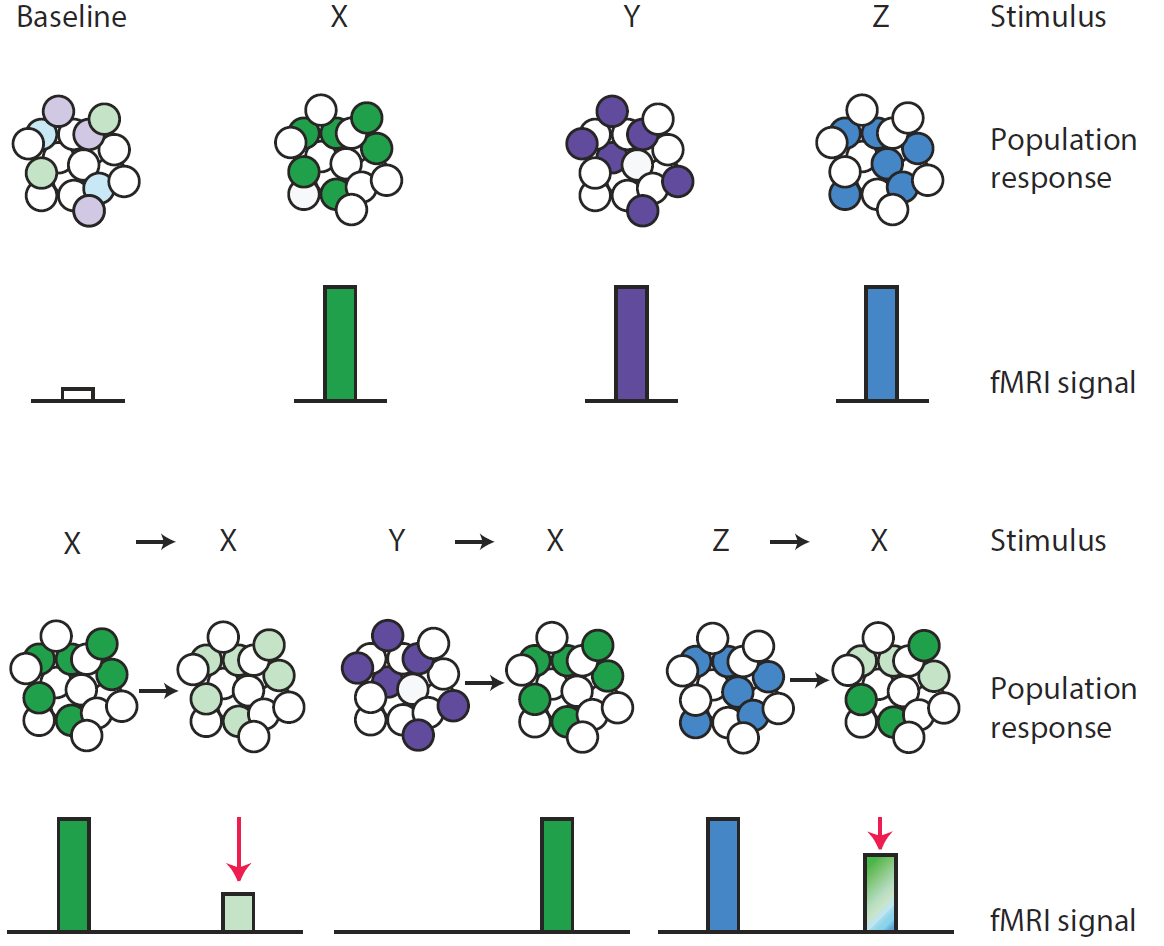 Baseline X Y Z Stimulus
Population
response
fMRI signal
X X Y X Z X Stimulus
Population
response
fMRI signal